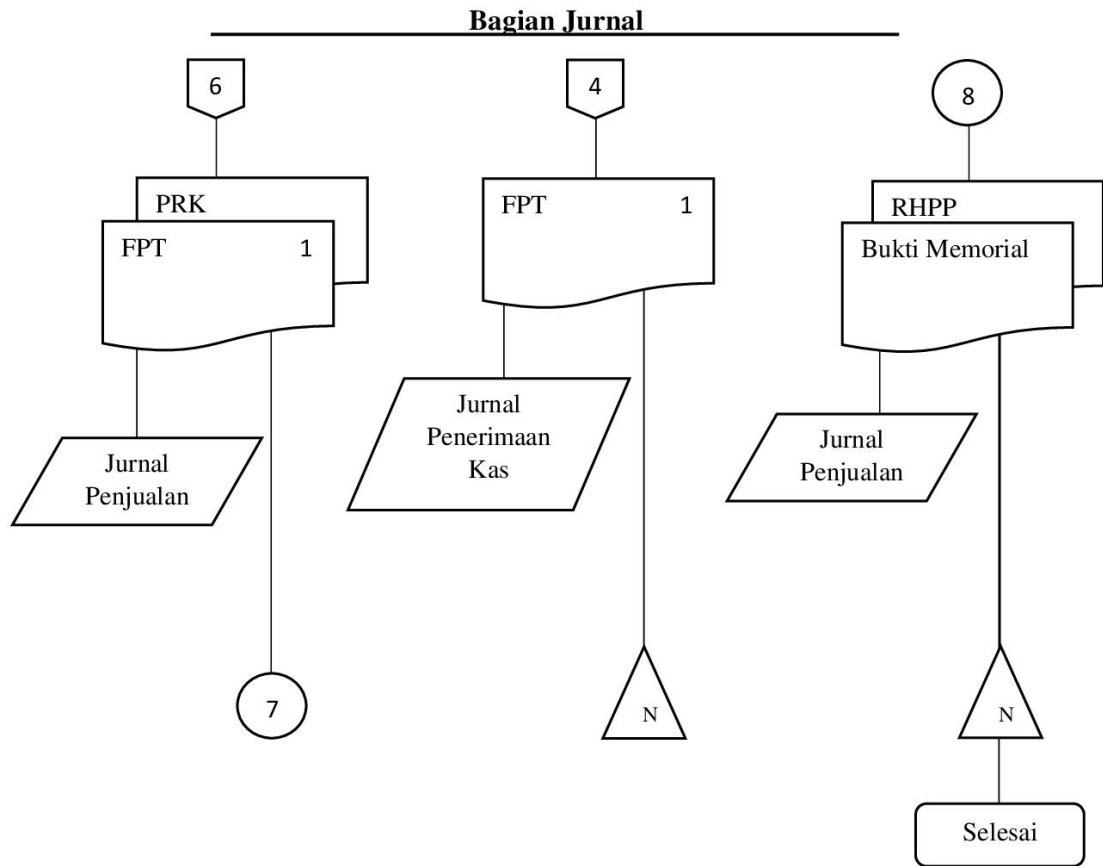 Bagian Jurnal
6
4
8
PRK
FPT 1
FPT 1
RHPP
Bukti Memorial
Jurnal
Penjualan
Jurnal
Penerimaan
Kas
Jurnal
Penjualan
7
N
N
Selesai